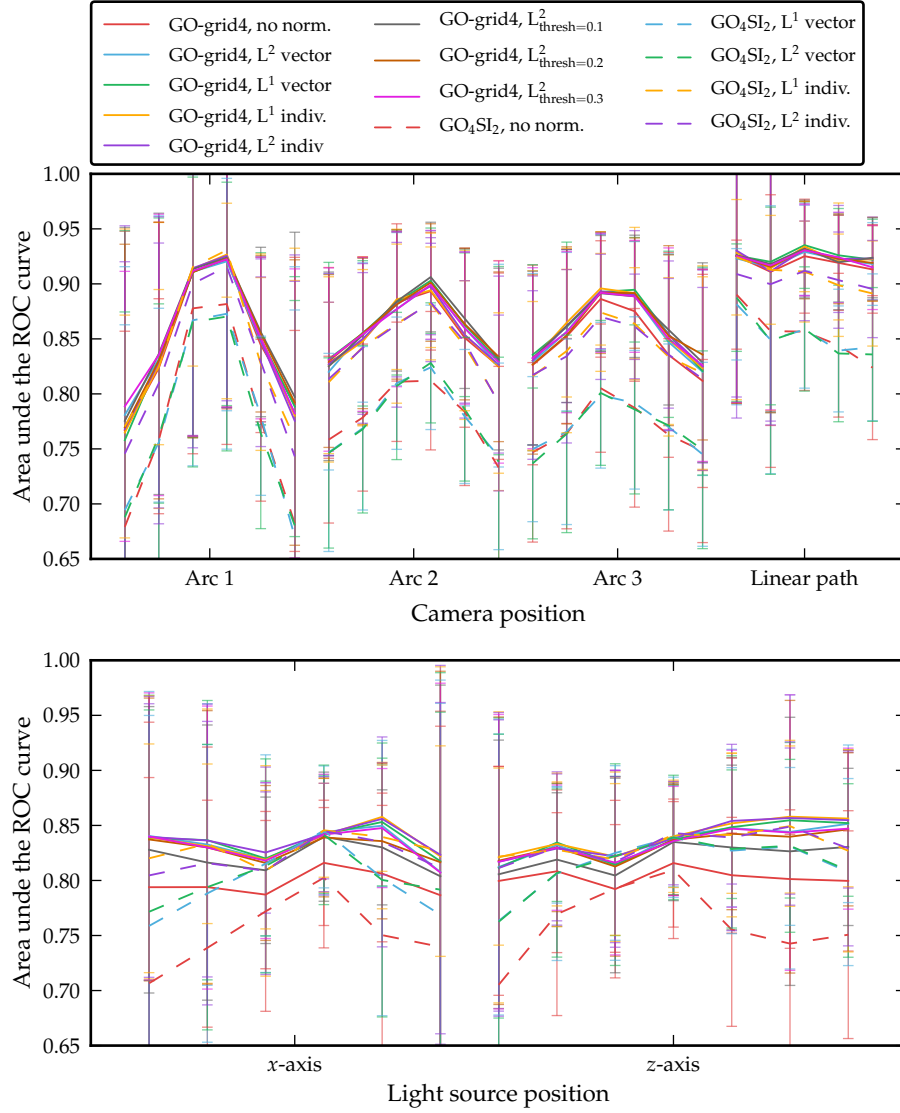 GO-grid4, no norm.
GO-grid4, L² vector
GO-grid4, L¹ vector
GO-grid4, L¹ indiv.
GO-grid4, L² indiv
GO-grid4, L²thresh=0.1
GO-grid4, L²thresh=0.2
GO-grid4, L²thresh=0.3
GO₄SI₂, no norm.
GO₄SI₂, L¹ vector
GO₄SI₂, L² vector
GO₄SI₂, L¹ indiv.
GO₄SI₂, L² indiv.
1.00
0.95
0.90
0.85
0.80
0.75
0.70
0.65
Area unde the ROC curve
Arc 1 Arc 2 Arc 3 Linear path
Camera position
1.00
0.95
0.90
0.85
0.80
0.75
0.70
0.65
Area unde the ROC curve
x-axis z-axis
Light source position